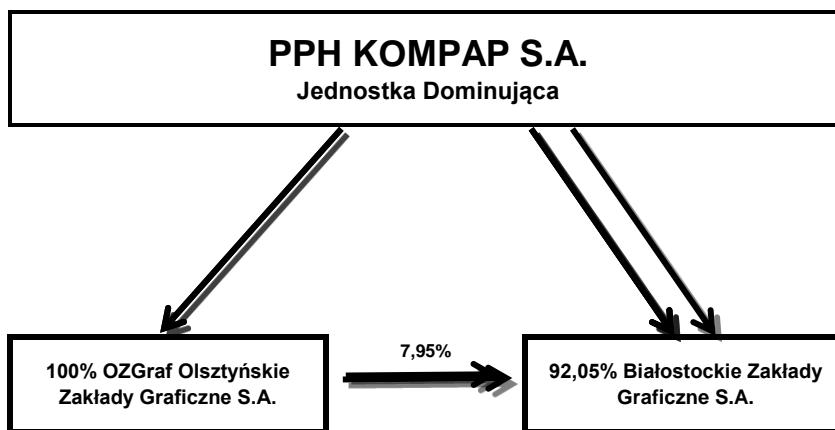 PPH KOMPAP S.A.
Jednostka Dominująca
7,95%
100% OZGraf Olsztyńskie
Zakłady Graficzne S.A.
92,05% Białostockie Zakłady
Graficzne S.A.